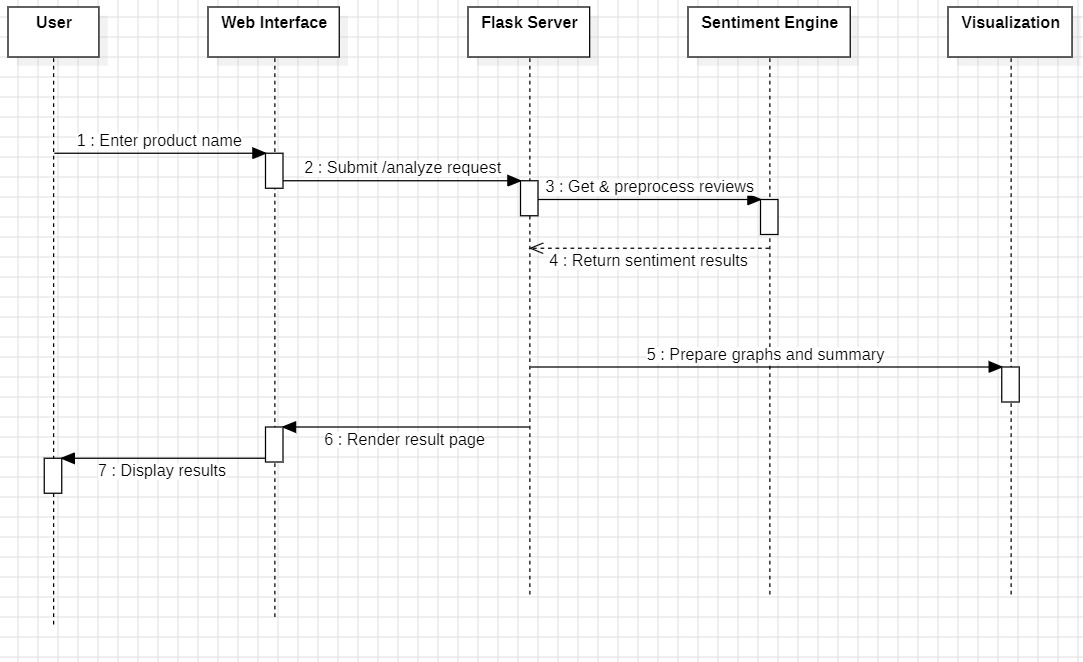 User
Web Interface
Flask Server
Sentiment Engine
Visualization
1 : Enter product name
2 : Submit /analyze request
3 : Get & preprocess reviews
4 : Return sentiment results
5 : Prepare graphs and summary
6 : Render result page
7 : Display results